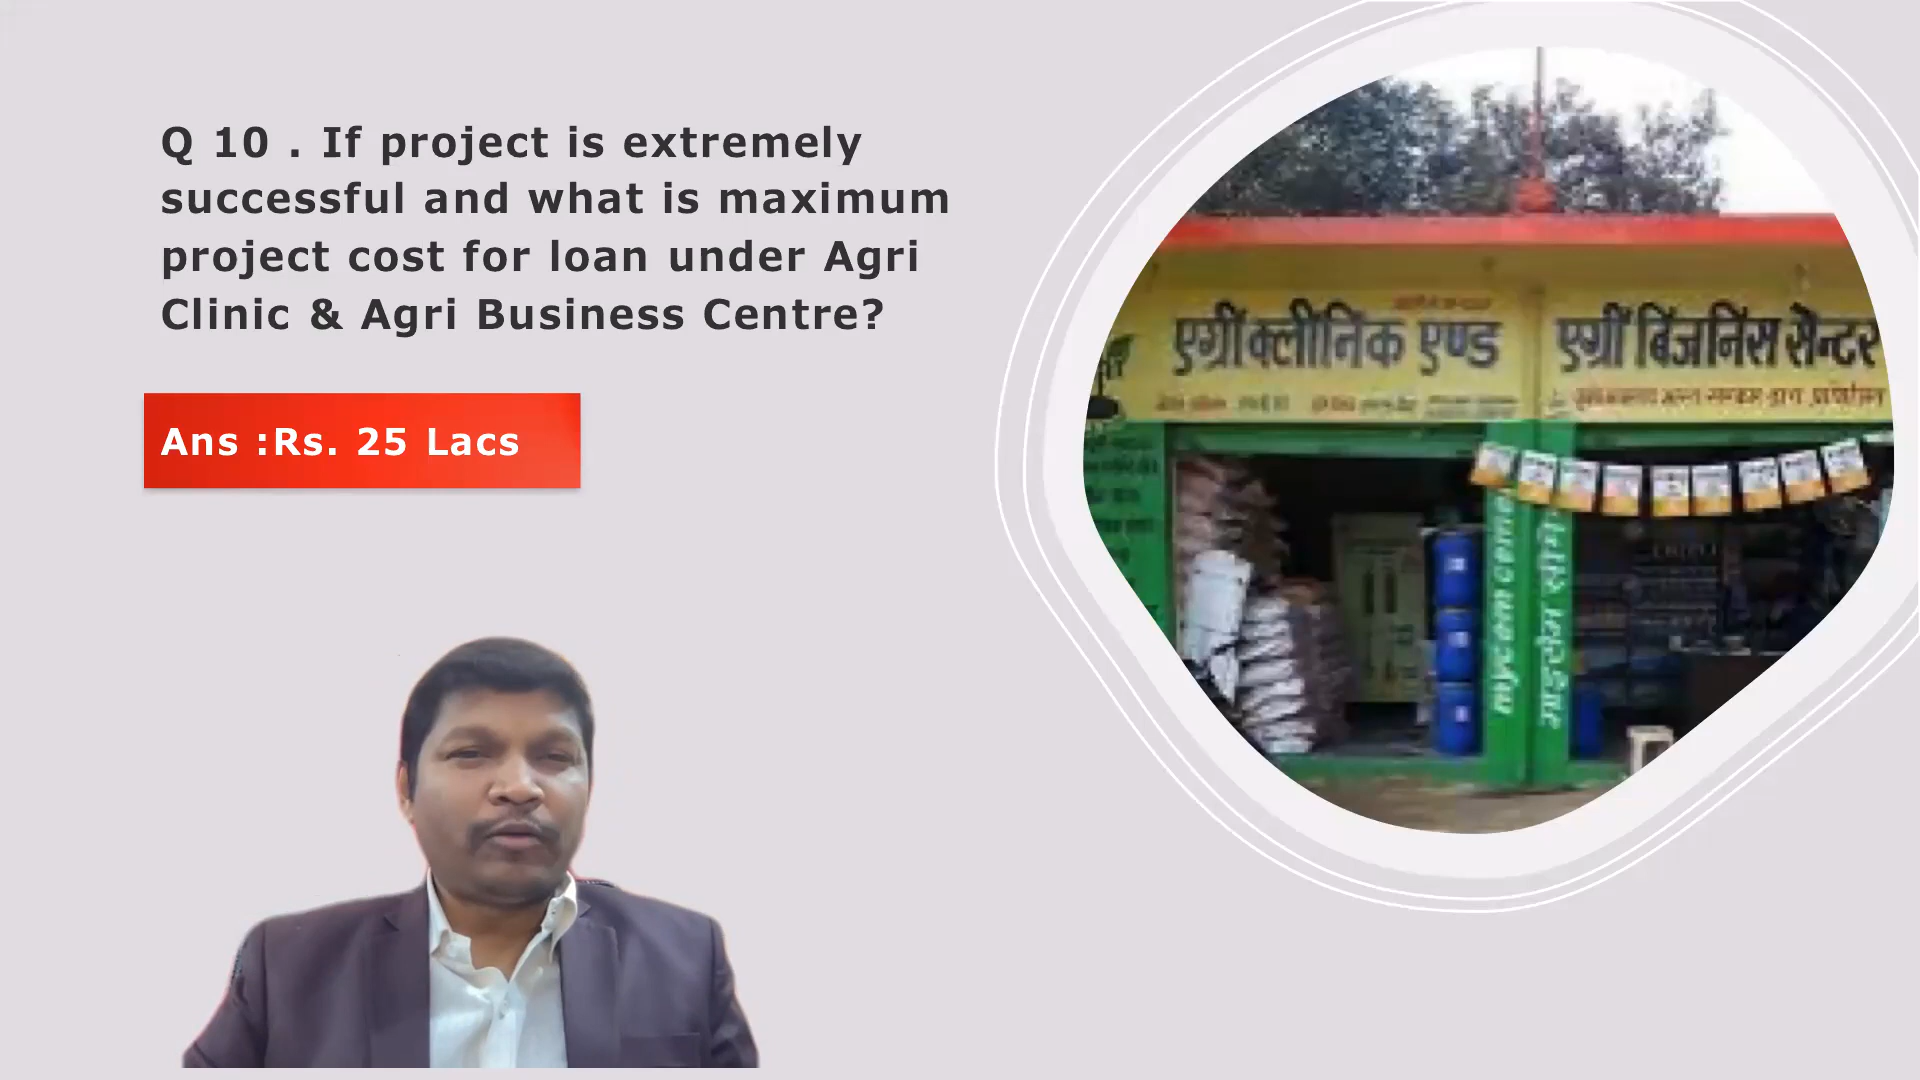 Q 10 . If project is extremely
successful and what is maximum
project cost for loan under Agri
Clinic & Agri Business Centre?
Ans :Rs. 25 Lacs
एग्रीक्लीनिक एण्ड
एग्री बिजनिस सेन्टर